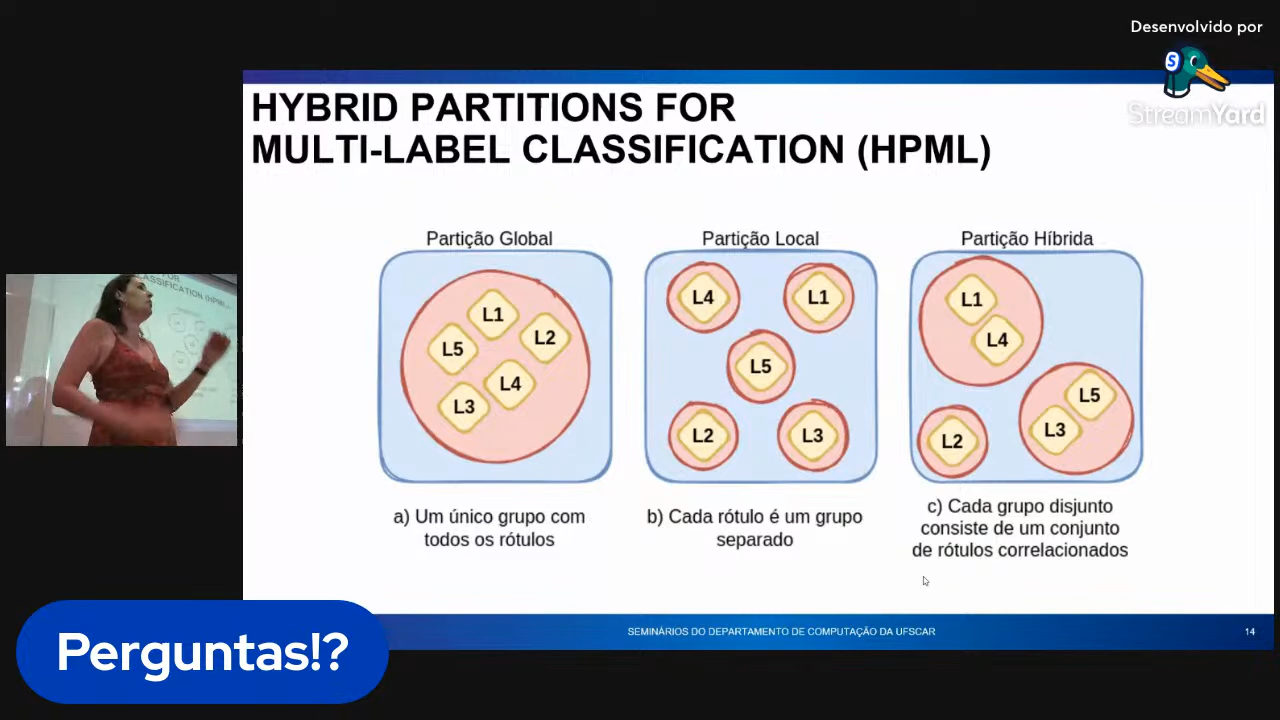 Desenvolvido por
S
StreamYard
HYBRID PARTITIONS FOR
MULTI-LABEL CLASSIFICATION (HPML)
Partição Global
L1
L2
L5
L4
L3
a) Um único grupo com
todos os rótulos
Partição Local
L4
L1
L5
L2
L3
b) Cada rótulo é um grupo
separado
Partição Híbrida
L1
L4
L5
L3
L2
c) Cada grupo disjunto
consiste de um conjunto
de rótulos correlacionados
(HPML)
SEMINÁRIOS DO DEPARTAMENTO DE COMPUTAÇÃO DA UFSCAR
14
Perguntas!?